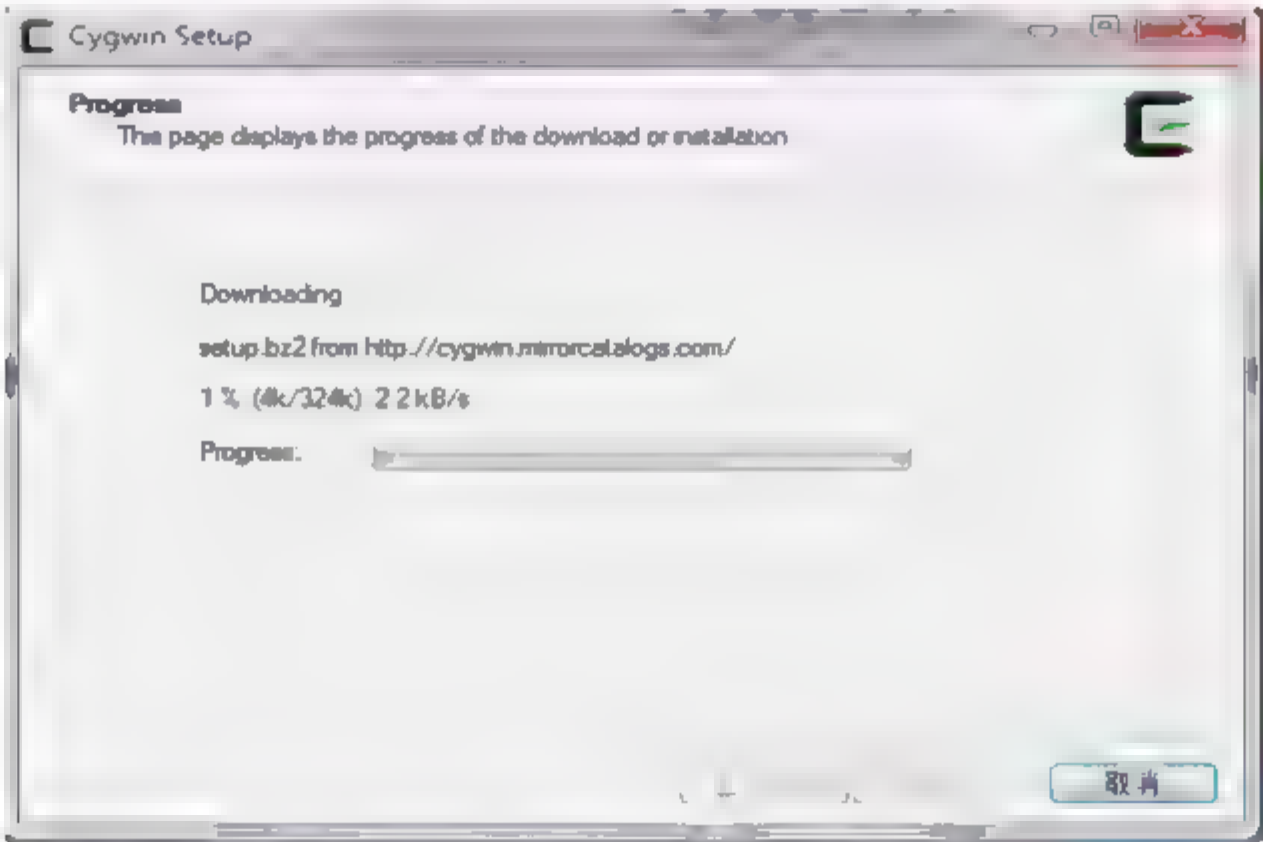 Cygwin Setup
Progress
This page displays the progress of the download or installation
Downloading
setup.bz2 from http://cygwin.mirrorcatalogs.com/
1 % (4k/324k) 2.2 kB/s
Progress:
取消